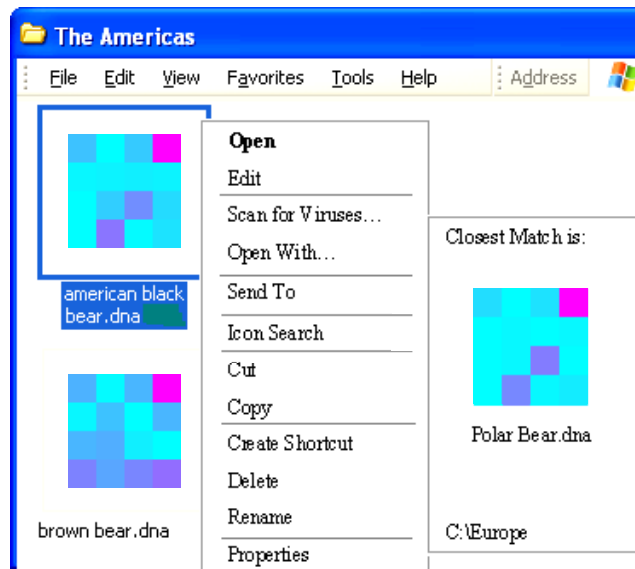 The Americas
File Edit View Favorites Tools Help Address
american black
bear.dna
brown bear.dna
Open
Edit
Scan for Viruses...
Open With...
Send To
Icon Search
Cut
Copy
Create Shortcut
Delete
Rename
Properties
Closest Match is:
Polar Bear.dna
C:\Europe